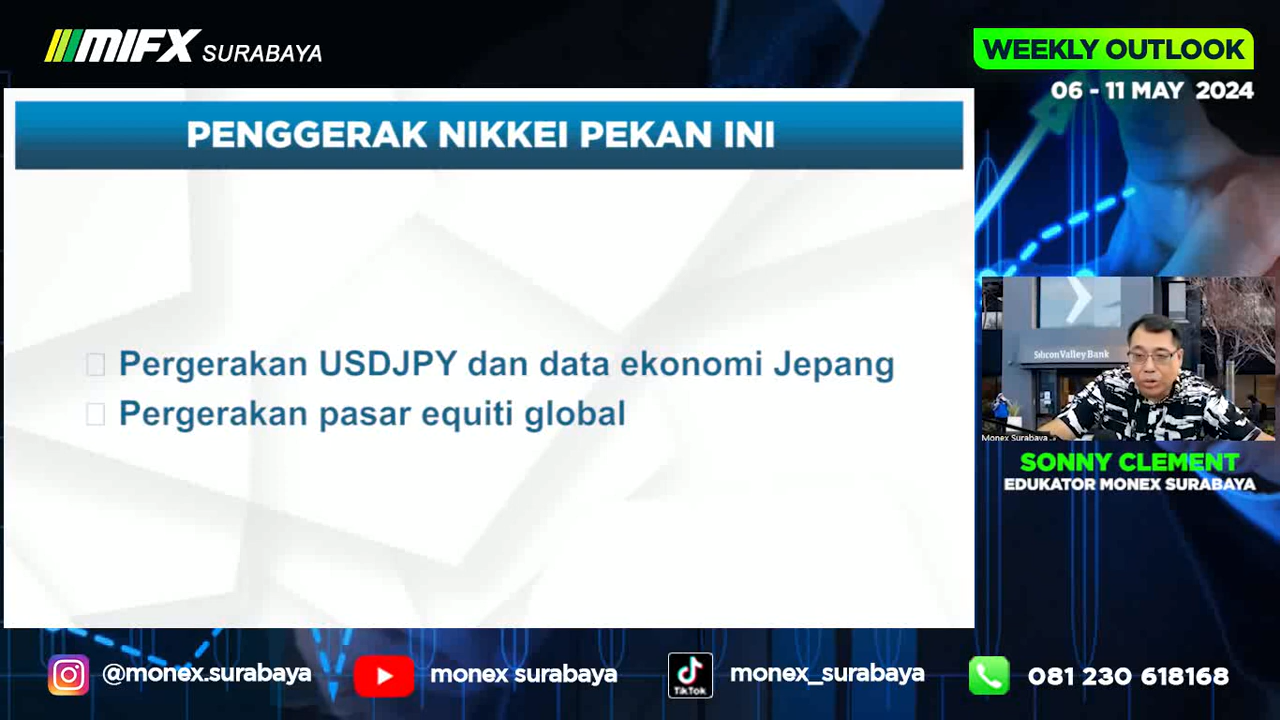 MIFX SURABAYA
WEEKLY OUTLOOK
06 - 11 MAY 2024
PENGGERAK NIKKEI PEKAN INI
Pergerakan USDJPY dan data ekonomi Jepang
Pergerakan pasar equiti global
Silicon Valley Bank
Monex Surabaya
SONNY CLEMENT
EDUKATOR MONEX SURABAYA
@monex.surabaya
monex surabaya
TikTok
monex_surabaya
081 230 618168